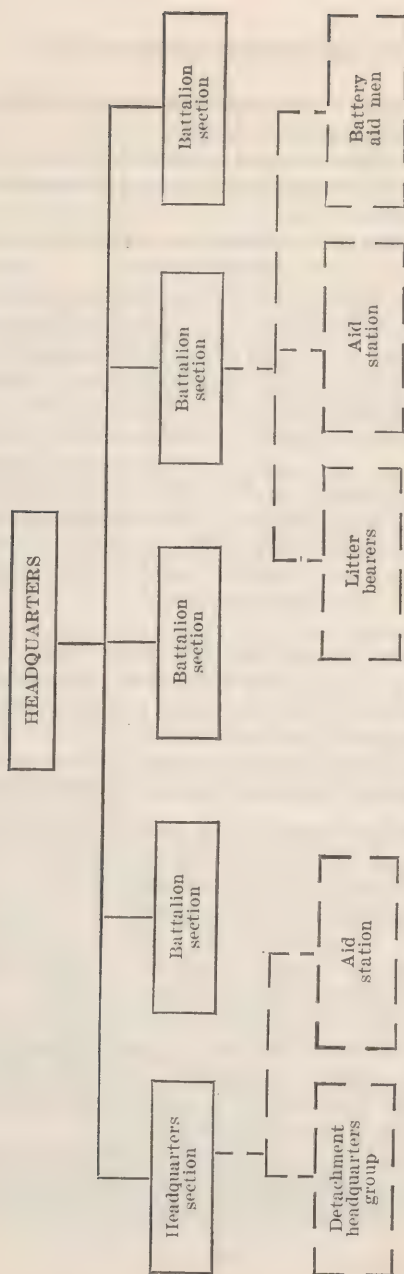 HEADQUARTERS
Headquarters
section
Battalion
section
Battalion
section
Battalion
section
Battalion
section
Detachment
headquarters
group
Aid
station
Litter
bearers
Aid
station
Battery
aid men